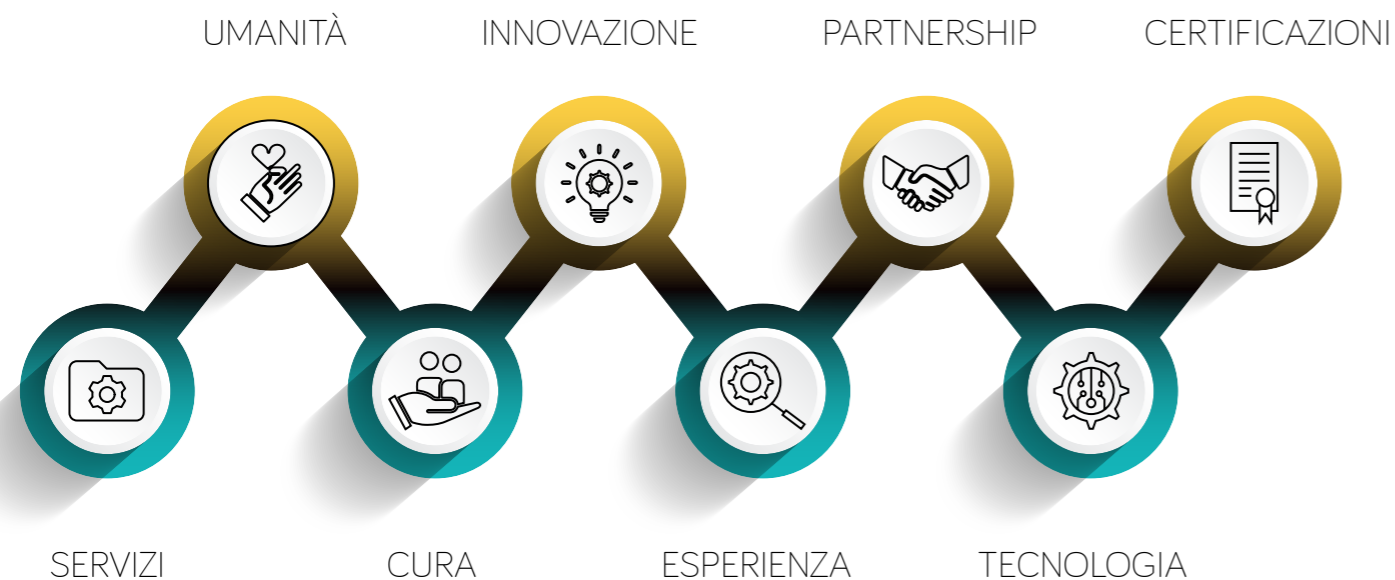 UMANITÀ
INNOVAZIONE
PARTNERSHIP
CERTIFICAZIONI
SERVIZI
CURA
ESPERIENZA
TECNOLOGIA